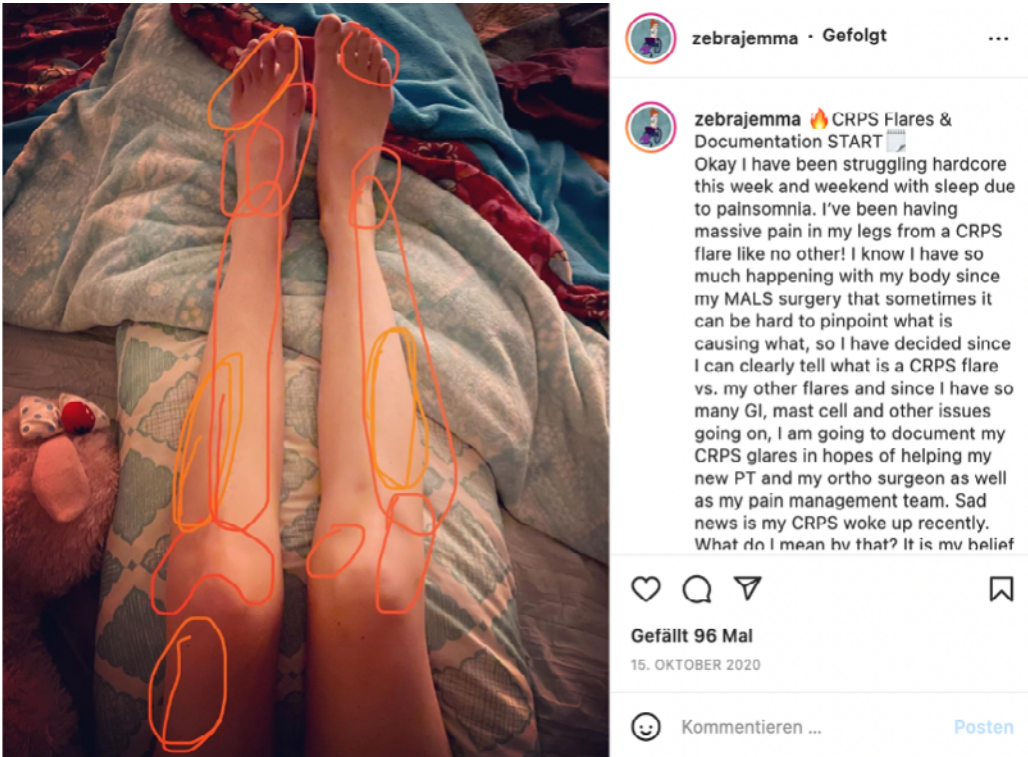 zebrajemma · Gefolgt
zebrajemma 🔥CRPS Flares &
Documentation START🗒️
Okay I have been struggling hardcore
this week and weekend with sleep due
to painsomnia. I've been having
massive pain in my legs from a CRPS
flare like no other! I know I have so
much happening with my body since
my MALS surgery that sometimes it
can be hard to pinpoint what is
causing what, so I have decided since
I can clearly tell what is a CRPS flare
vs. my other flares and since I have so
many GI, mast cell and other issues
going on, I am going to document my
CRPS glares in hopes of helping my
new PT and my ortho surgeon as well
as my pain management team. Sad
news is my CRPS woke up recently.
What do I mean by that? It is my belief
Gefällt 96 Mal
15. OKTOBER 2020
Kommentieren ...
Posten